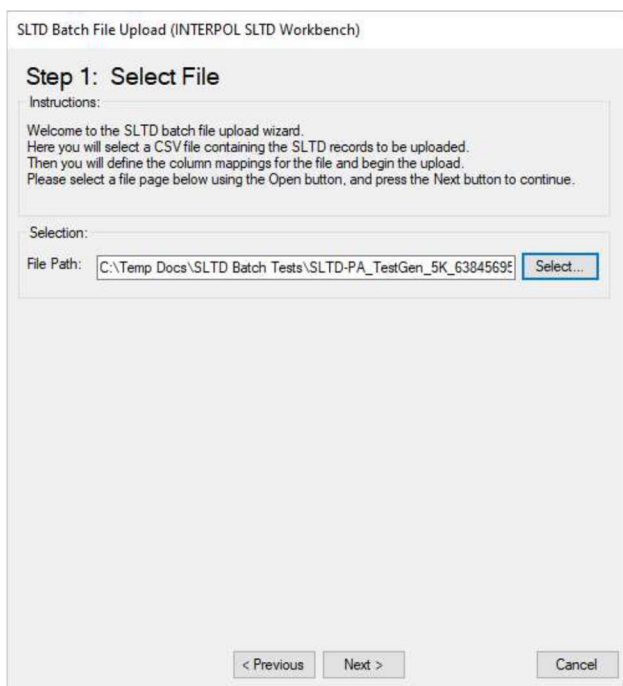 SLTD Batch File Upload (INTERPOL SLTD Workbench)
Step 1: Select File
Instructions:
Welcome to the SLTD batch file upload wizard.
Here you will select a CSV file containing the SLTD records to be uploaded.
Then you will define the column mappings for the file and begin the upload.
Please select a file page below using the Open button, and press the Next button to continue.
Selection:
File Path: C:\Temp Docs\SLTD Batch Tests\SLTD-PA_TestGen_5K_63845695 Select...
< Previous Next > Cancel